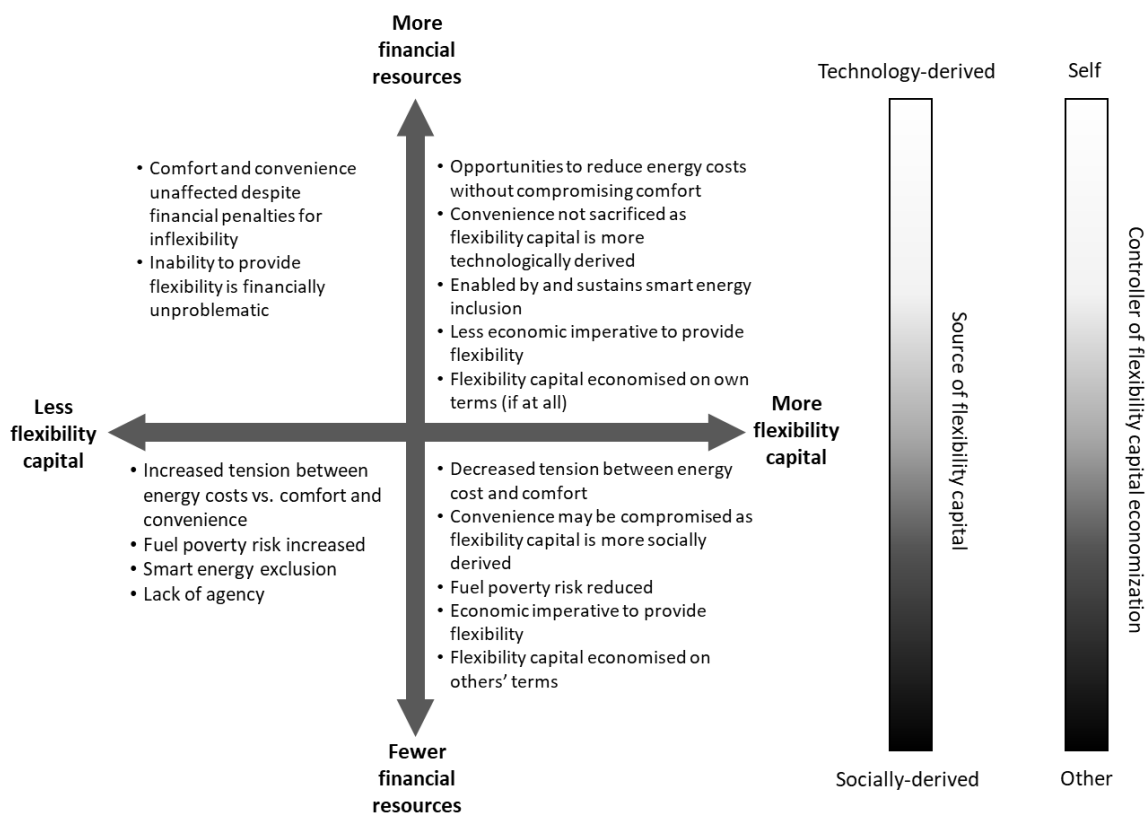 More
financial
resources
• Comfort and convenience
unaffected despite
financial penalties for
inflexibility
• Inability to provide
flexibility is financially
unproblematic
• Opportunities to reduce energy costs
without compromising comfort
• Convenience not sacrificed as
flexibility capital is more
technologically derived
• Enabled by and sustains smart energy
inclusion
• Less economic imperative to provide
flexibility
• Flexibility capital economised on own
terms (if at all)
Less
flexibility
capital
More
flexibility
capital
• Increased tension between
energy costs vs. comfort and
convenience
• Fuel poverty risk increased
• Smart energy exclusion
• Lack of agency
• Decreased tension between energy
cost and comfort
• Convenience may be compromised as
flexibility capital is more socially
derived
• Fuel poverty risk reduced
• Economic imperative to provide
flexibility
• Flexibility capital economised on
others’ terms
Fewer
financial
resources
Technology-derived
Source of flexibility capital
Socially-derived
Self
Controller of flexibility capital economization
Other